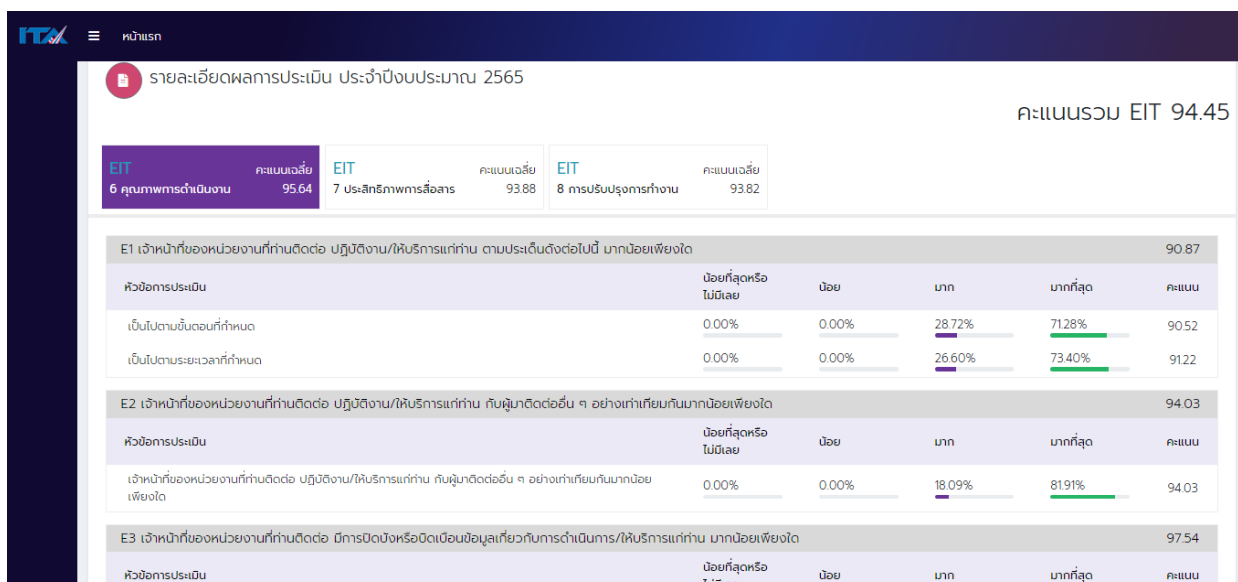 ITA ≡ หน้าแรก
รายละเอียดผลการประเมิน ประจำปีงบประมาณ 2565
คะแนนรวม EIT 94.45
EIT คะแนนเฉลี่ย
6 คุณภาพการดำเนินงาน 95.64
EIT คะแนนเฉลี่ย
7 ประสิทธิภาพการสื่อสาร 93.88
EIT คะแนนเฉลี่ย
8 การปรับปรุงการทำงาน 93.82
E1 เจ้าหน้าที่ของหน่วยงานที่ท่านติดต่อ ปฏิบัติงาน/ให้บริการแก่ท่าน ตามประเด็นดังต่อไปนี้ มากน้อยเพียงใด 90.87
หัวข้อการประเมิน น้อยที่สุดหรือ
ไม่มีเลย น้อย มาก มากที่สุด คะแนน
เป็นไปตามขั้นตอนที่กำหนด 0.00% 0.00% 28.72% 71.28% 90.52
เป็นไปตามระยะเวลาที่กำหนด 0.00% 0.00% 26.60% 73.40% 91.22
E2 เจ้าหน้าที่ของหน่วยงานที่ท่านติดต่อ ปฏิบัติงาน/ให้บริการแก่ท่าน กับผู้มาติดต่ออื่น ๆ อย่างเท่าเทียมกันมากน้อยเพียงใด 94.03
หัวข้อการประเมิน น้อยที่สุดหรือ
ไม่มีเลย น้อย มาก มากที่สุด คะแนน
เจ้าหน้าที่ของหน่วยงานที่ท่านติดต่อ ปฏิบัติงาน/ให้บริการแก่ท่าน กับผู้มาติดต่ออื่น ๆ อย่างเท่าเทียมกันมากน้อย
เพียงใด 0.00% 0.00% 18.09% 81.91% 94.03
E3 เจ้าหน้าที่ของหน่วยงานที่ท่านติดต่อ มีการปิดบังหรือบิดเบือนข้อมูลเกี่ยวกับการดำเนินการ/ให้บริการแก่ท่าน มากน้อยเพียงใด 97.54
หัวข้อการประเมิน น้อยที่สุดหรือ
น้อย มาก มากที่สุด คะแนน